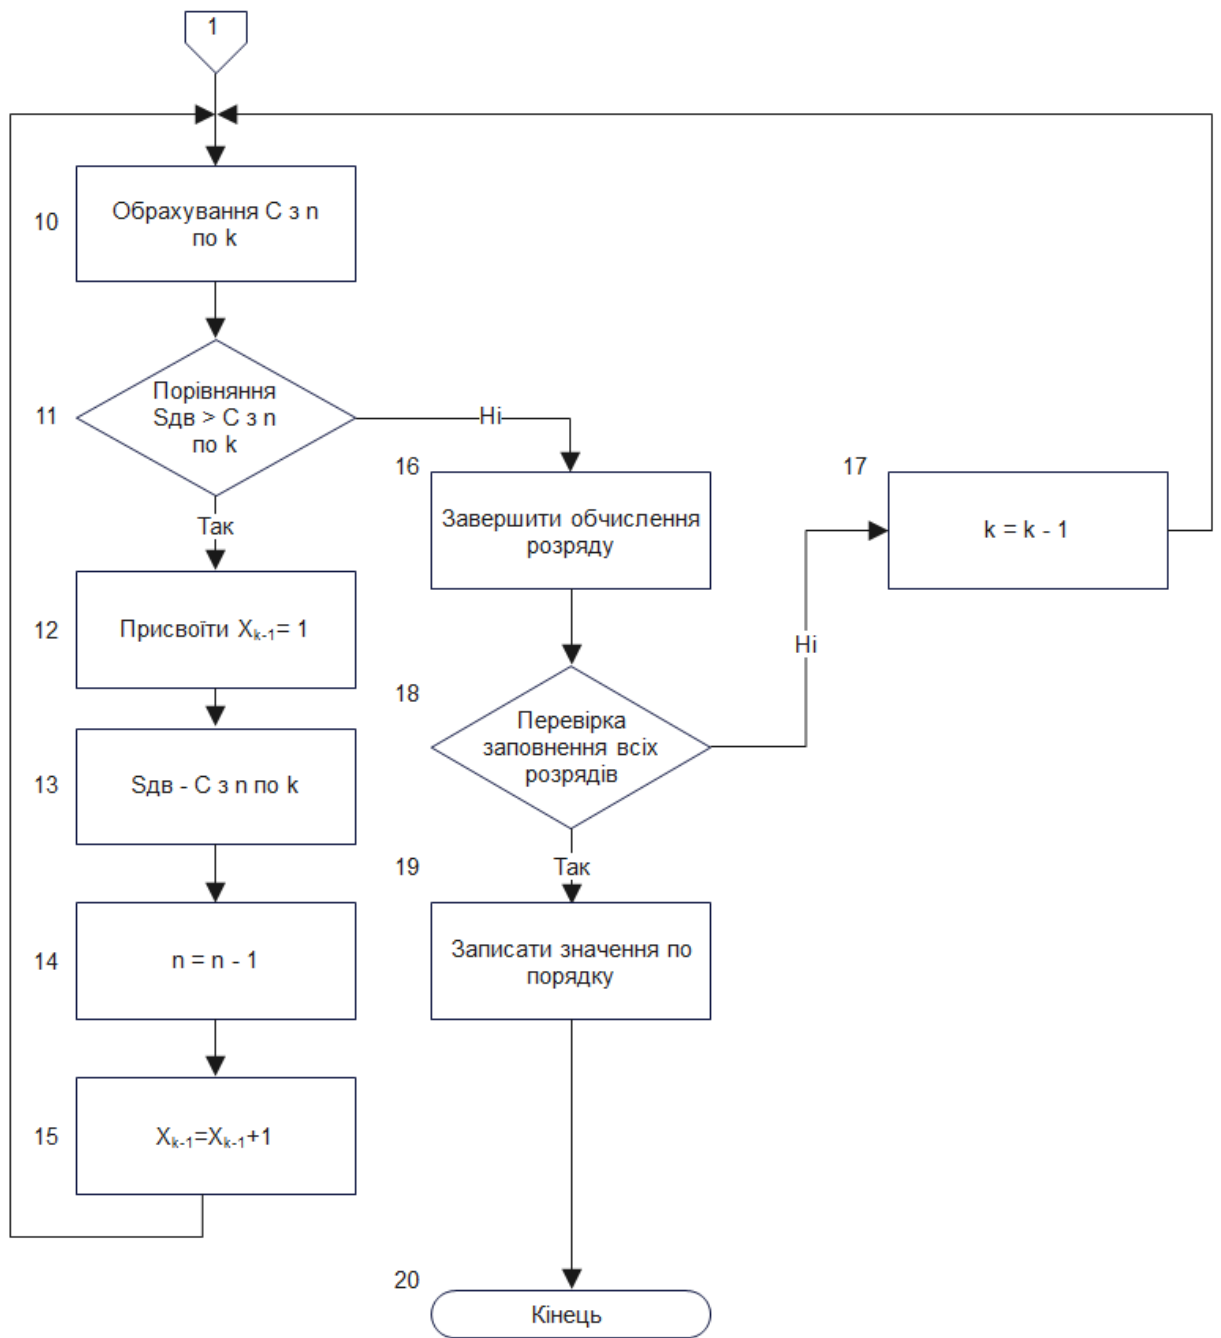 1
10
Обрахування С з n
по k
11
Порівняння
Sдв > С з n
по k
Ні
Так
16
Завершити обчислення
розряду
17
k = k - 1
12
Присвоїти Xk-1= 1
Ні
18
Перевірка
заповнення всіх
розрядів
13
Sдв - С з n по k
19
Так
14
n = n - 1
Записати значення по
порядку
15
Xk-1=Xk-1+1
20
Кінець